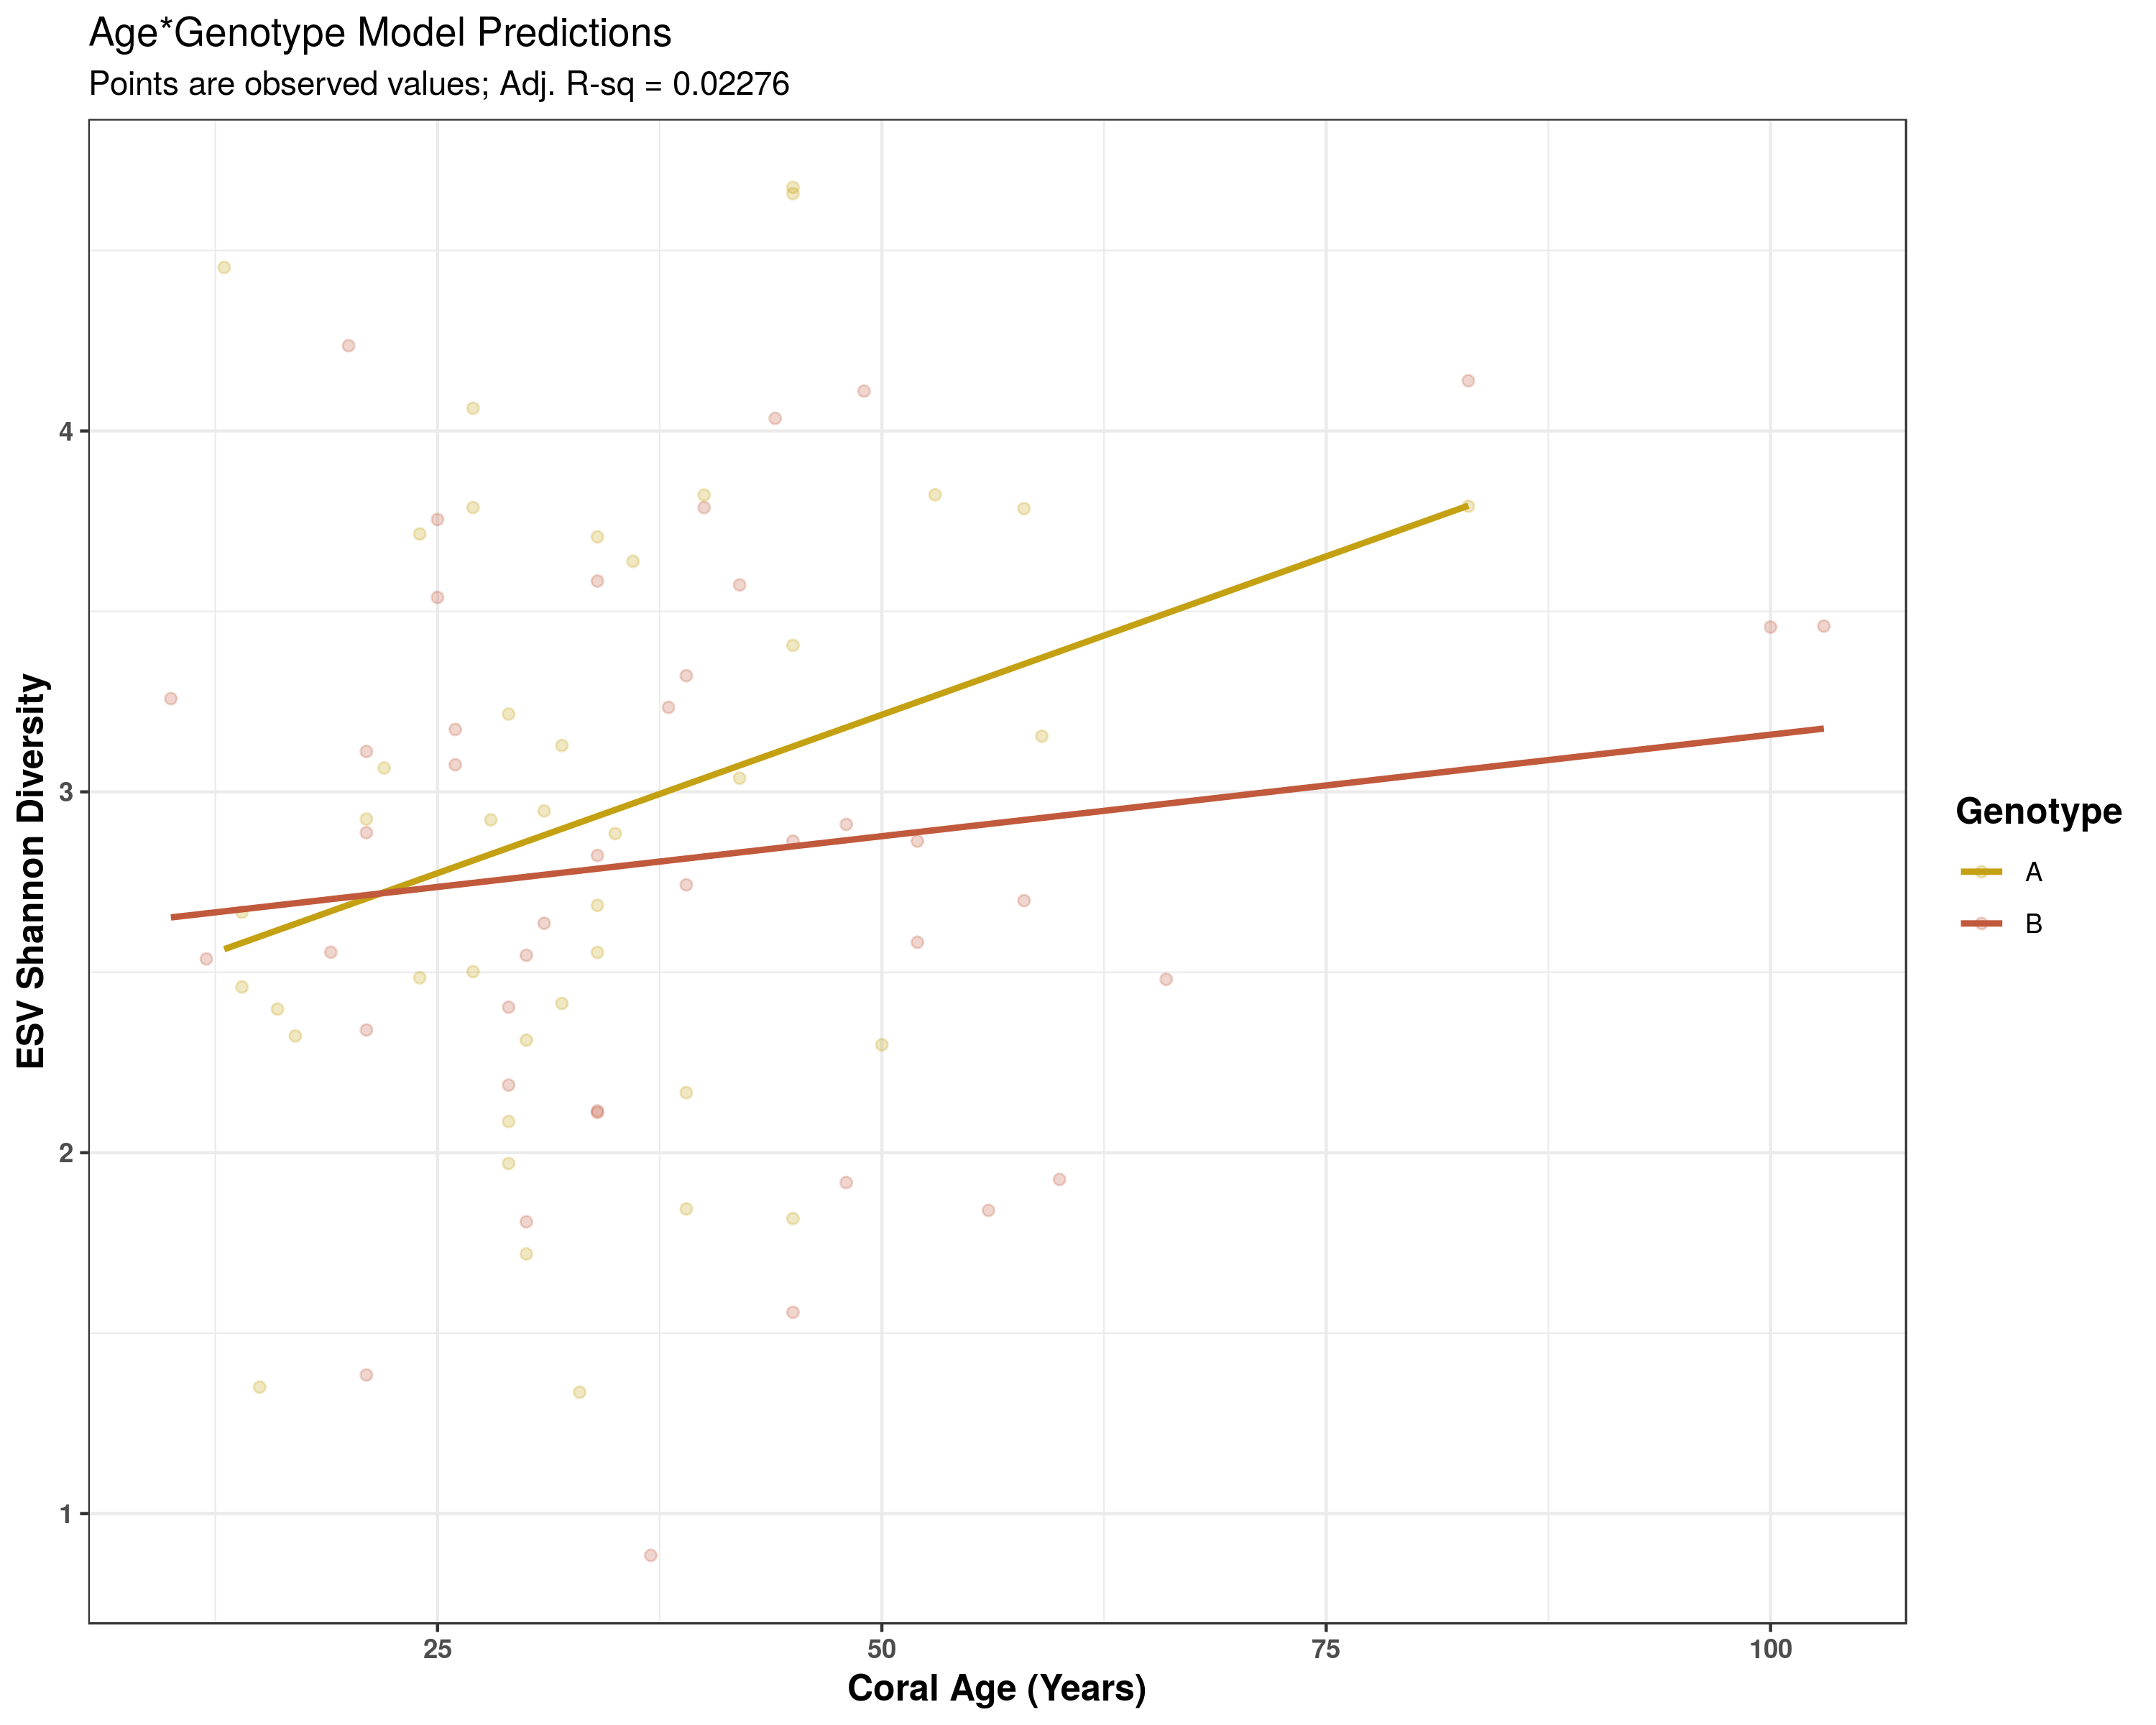 Age*Genotype Model Predictions
Points are observed values; Adj. R-sq = 0.02276
ESV Shannon Diversity
4
3
2
1
25 50 75 100
Coral Age (Years)
Genotype
A
B